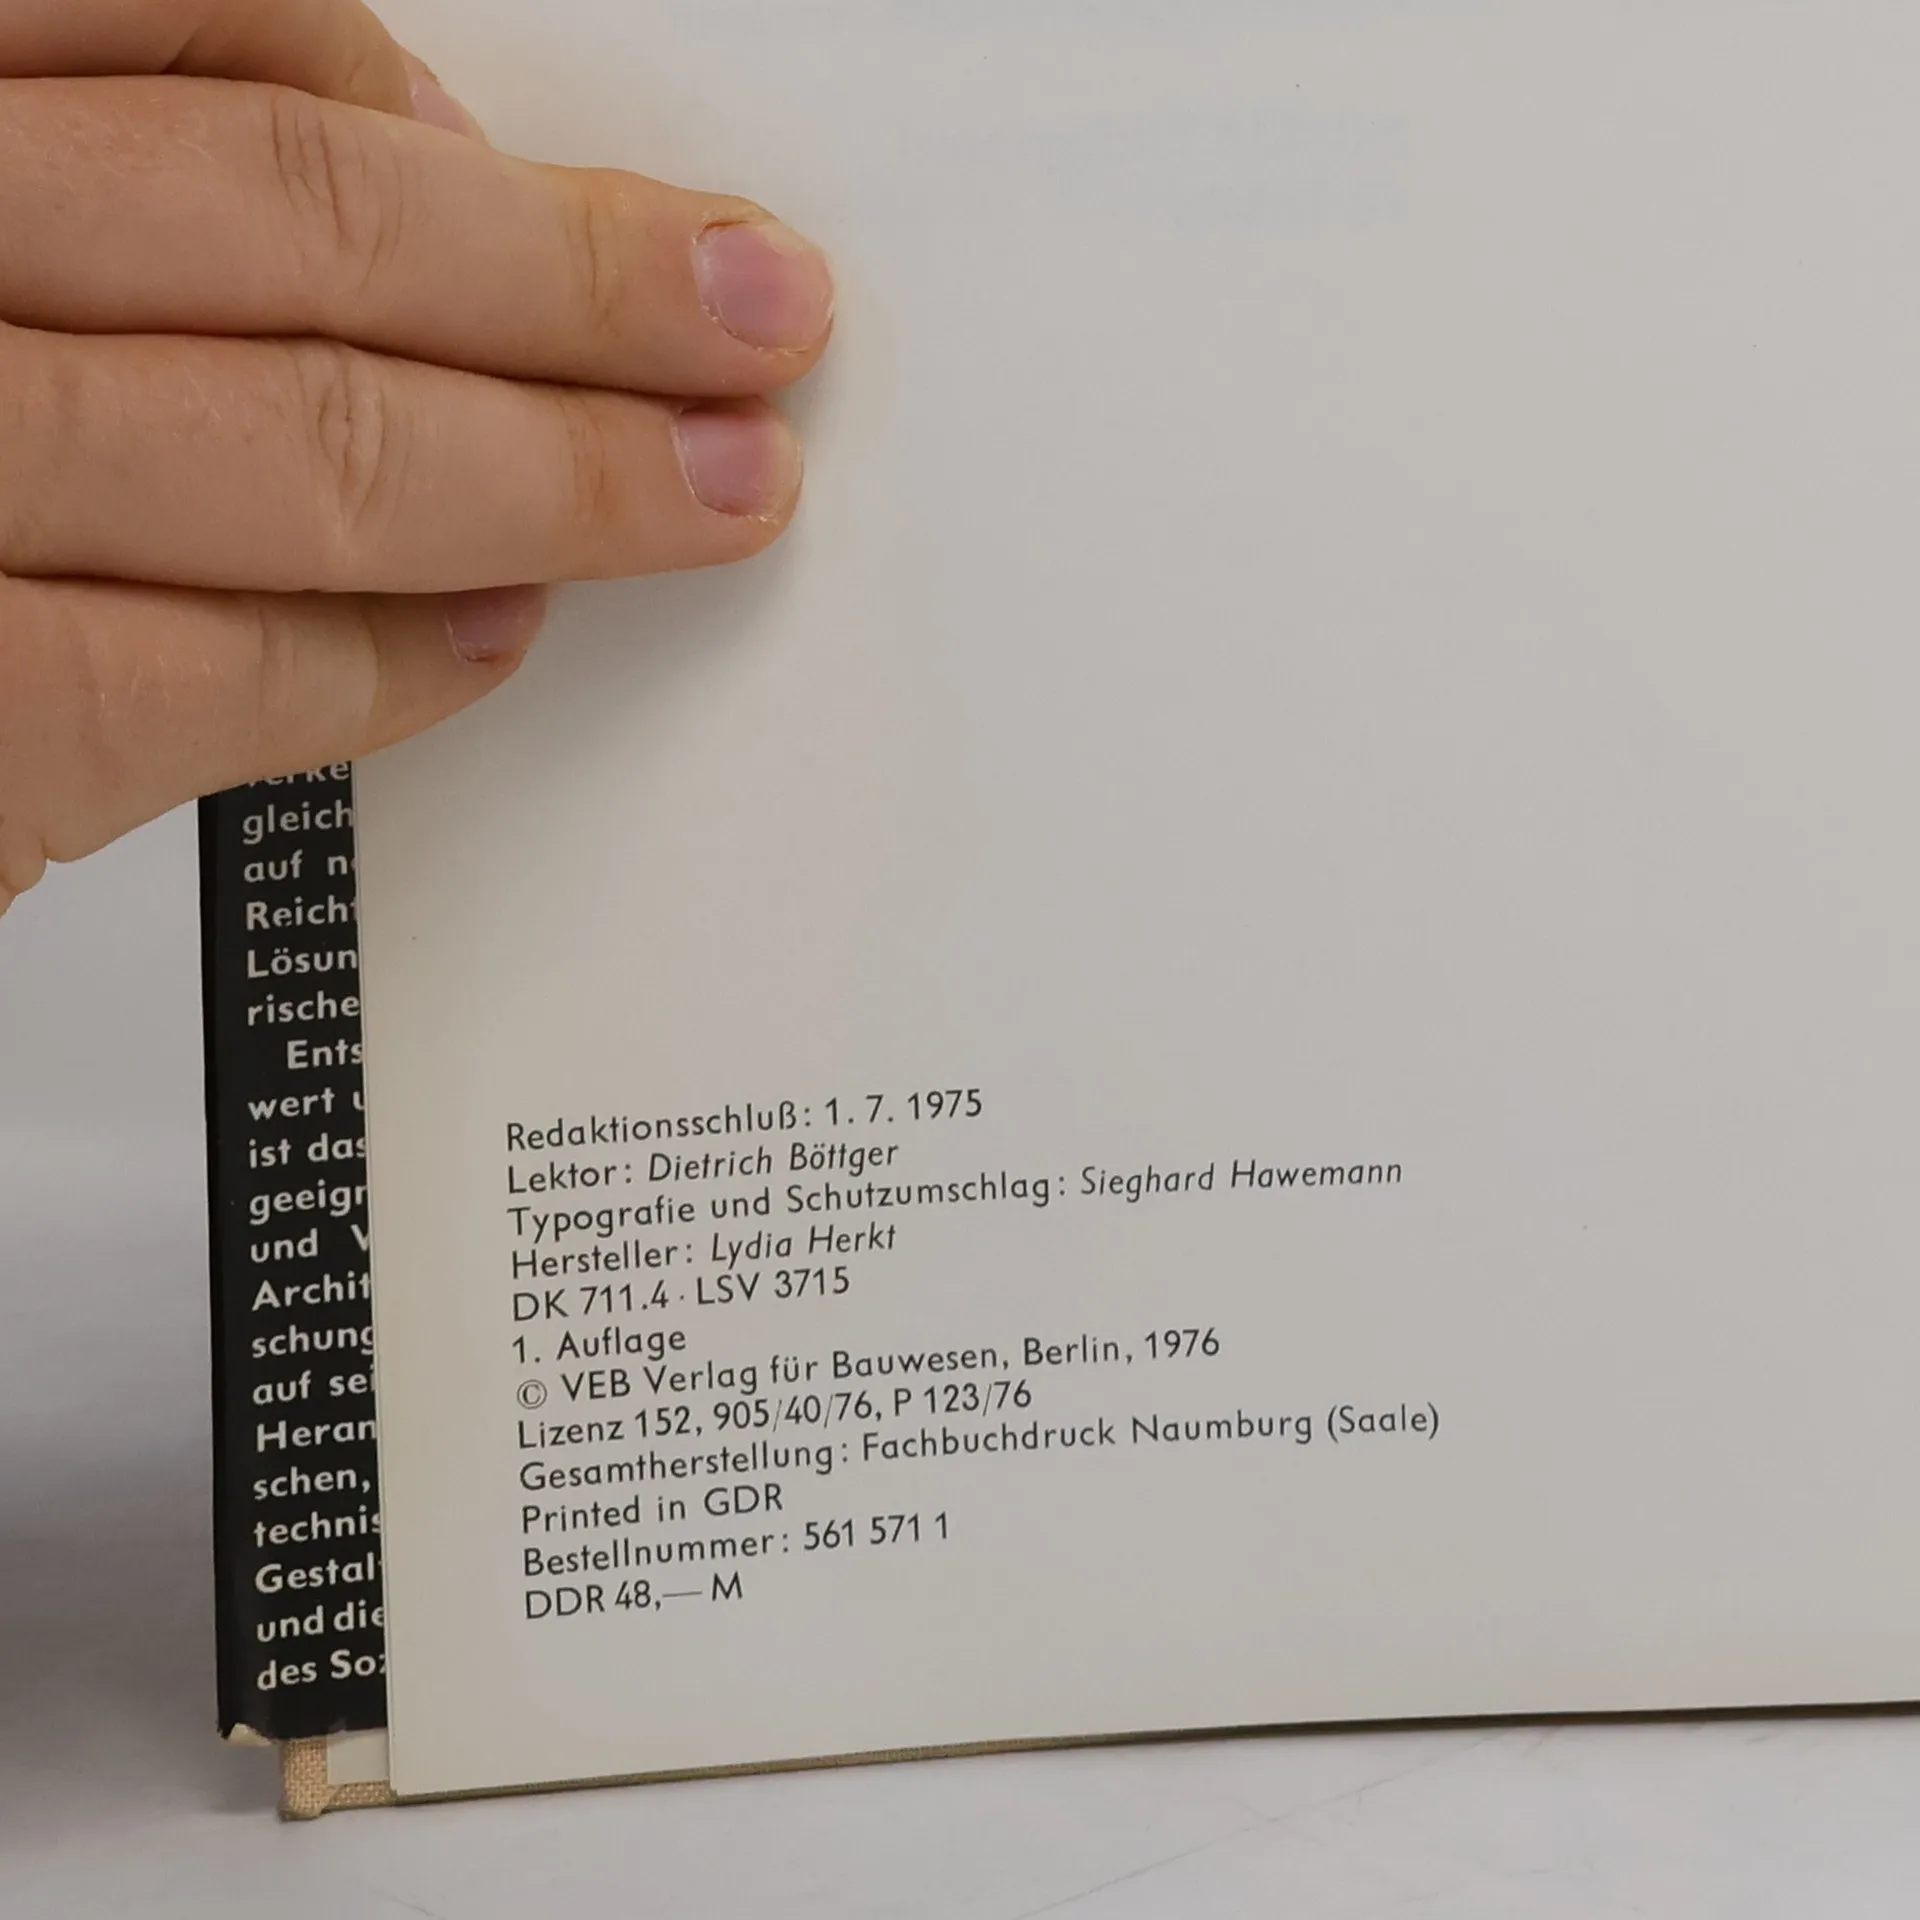 gleich
auf
Reicht
Lösun
rische
Ents
wert
ist das
geeign
und
Archit
schung
auf sei
Heran
schen,
technis
Gestalt
und die
des Soz
Redaktionsschluß: 1. 7. 1975
Lektor: Dietrich Böttger
Typografie und Schutzumschlag: Sieghard Hawemann
Hersteller: Lydia Herkt
DK 711.4 · LSV 3715
1. Auflage
© VEB Verlag für Bauwesen, Berlin, 1976
Lizenz 152, 905/40/76, P 123/76
Gesamtherstellung: Fachbuchdruck Naumburg (Saale)
Printed in GDR
Bestellnummer: 561 571 1
DDR 48,— M